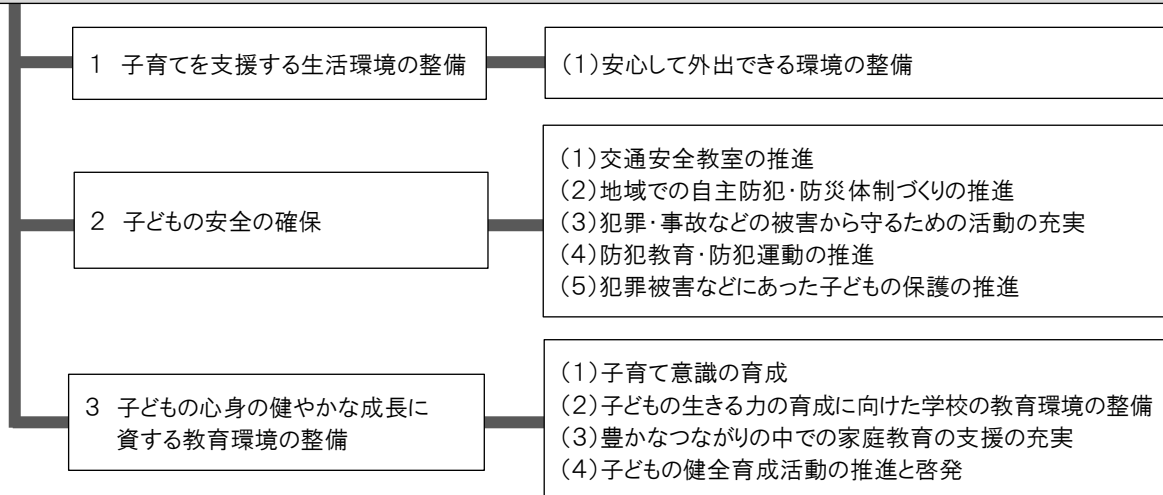 1 子育てを支援する生活環境の整備
(1)安心して外出できる環境の整備
2 子どもの安全の確保
(1)交通安全教室の推進
(2)地域での自主防犯・防災体制づくりの推進
(3)犯罪・事故などの被害から守るための活動の充実
(4)防犯教育・防犯運動の推進
(5)犯罪被害などにあった子どもの保護の推進
3 子どもの心身の健やかな成長に
資する教育環境の整備
(1)子育て意識の育成
(2)子どもの生きる力の育成に向けた学校の教育環境の整備
(3)豊かなつながりの中での家庭教育の支援の充実
(4)子どもの健全育成活動の推進と啓発